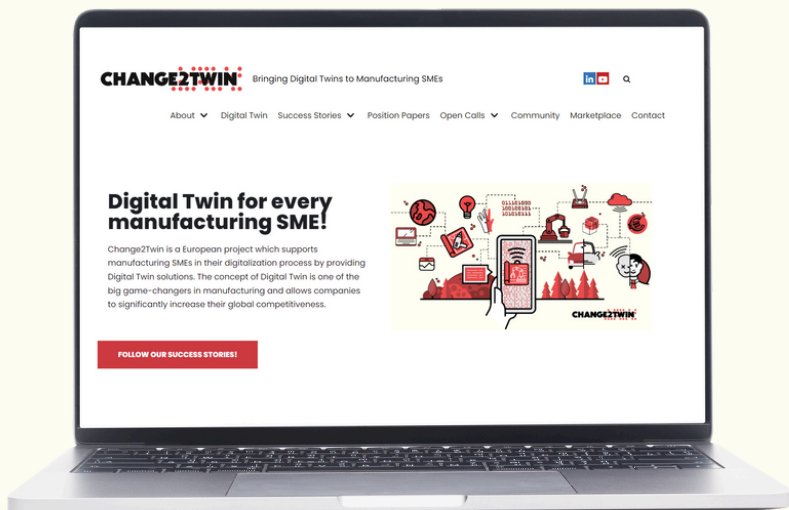 CHANGE2TWIN
Bringing Digital Twins to Manufacturing SMEs
in
About
Digital Twin
Success Stories
Position Papers
Open Calls
Community
Marketplace
Contact
Digital Twin for every
manufacturing SME!
Change2Twin is a European project which supports
manufacturing SMEs in their digitalization process by providing
Digital Twin solutions. The concept of Digital Twin is one of the
big game-changers in manufacturing and allows companies
to significantly increase their global competitiveness.
FOLLOW OUR SUCCESS STORIES!
CHANGE2TWIN